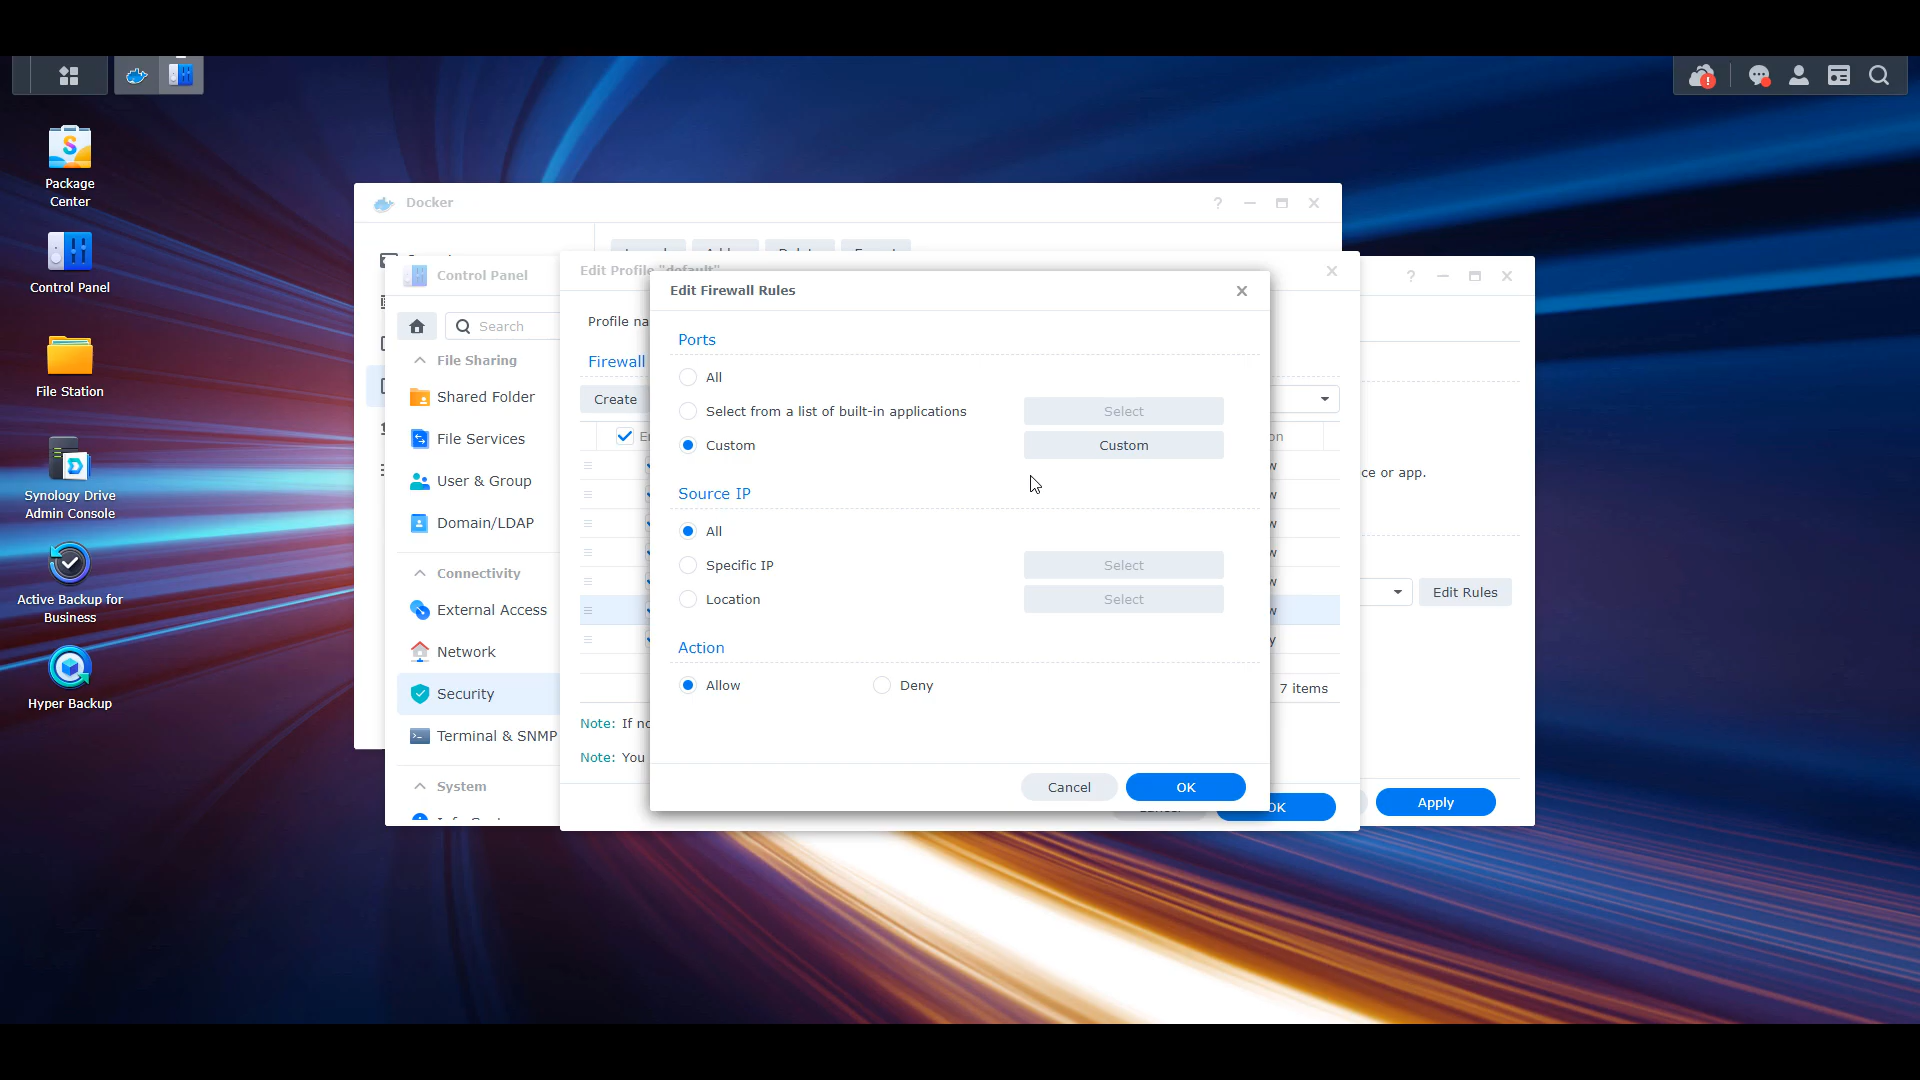 Package
Center
Control Panel
File Station
Synology Drive
Admin Console
Active Backup for
Business
Hyper Backup
Docker
?
Control Panel
Search
File Sharing
Shared Folder
File Services
User & Group
Domain/LDAP
Connectivity
External Access
Network
Security
Terminal & SNMP
System
Edit Profile "default"
Profile na
Firewall
Create
7 items
Note: If no
Note: You
OK
Edit Firewall Rules
Ports
All
Select from a list of built-in applications
Select
Custom
Custom
Source IP
All
Specific IP
Select
Location
Select
Action
Allow
Deny
Cancel
OK
?
ce or app.
Edit Rules
Apply